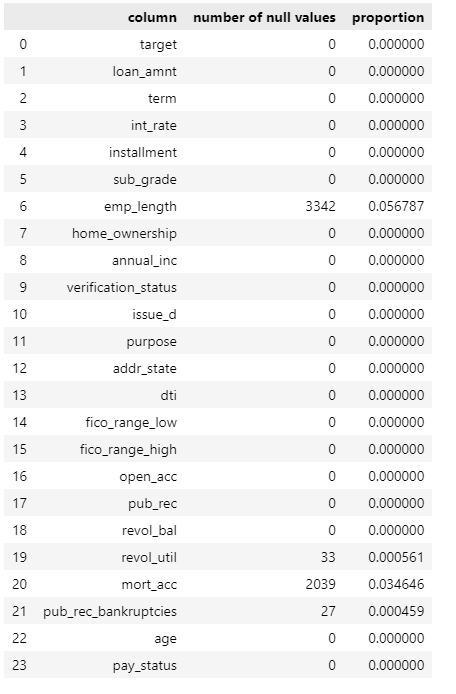 column number of null values proportion
0 target 0 0.000000
1 loan_amnt 0 0.000000
2 term 0 0.000000
3 int_rate 0 0.000000
4 installment 0 0.000000
5 sub_grade 0 0.000000
6 emp_length 3342 0.056787
7 home_ownership 0 0.000000
8 annual_inc 0 0.000000
9 verification_status 0 0.000000
10 issue_d 0 0.000000
11 purpose 0 0.000000
12 addr_state 0 0.000000
13 dti 0 0.000000
14 fico_range_low 0 0.000000
15 fico_range_high 0 0.000000
16 open_acc 0 0.000000
17 pub_rec 0 0.000000
18 revol_bal 0 0.000000
19 revol_util 33 0.000561
20 mort_acc 2039 0.034646
21 pub_rec_bankruptcies 27 0.000459
22 age 0 0.000000
23 pay_status 0 0.000000